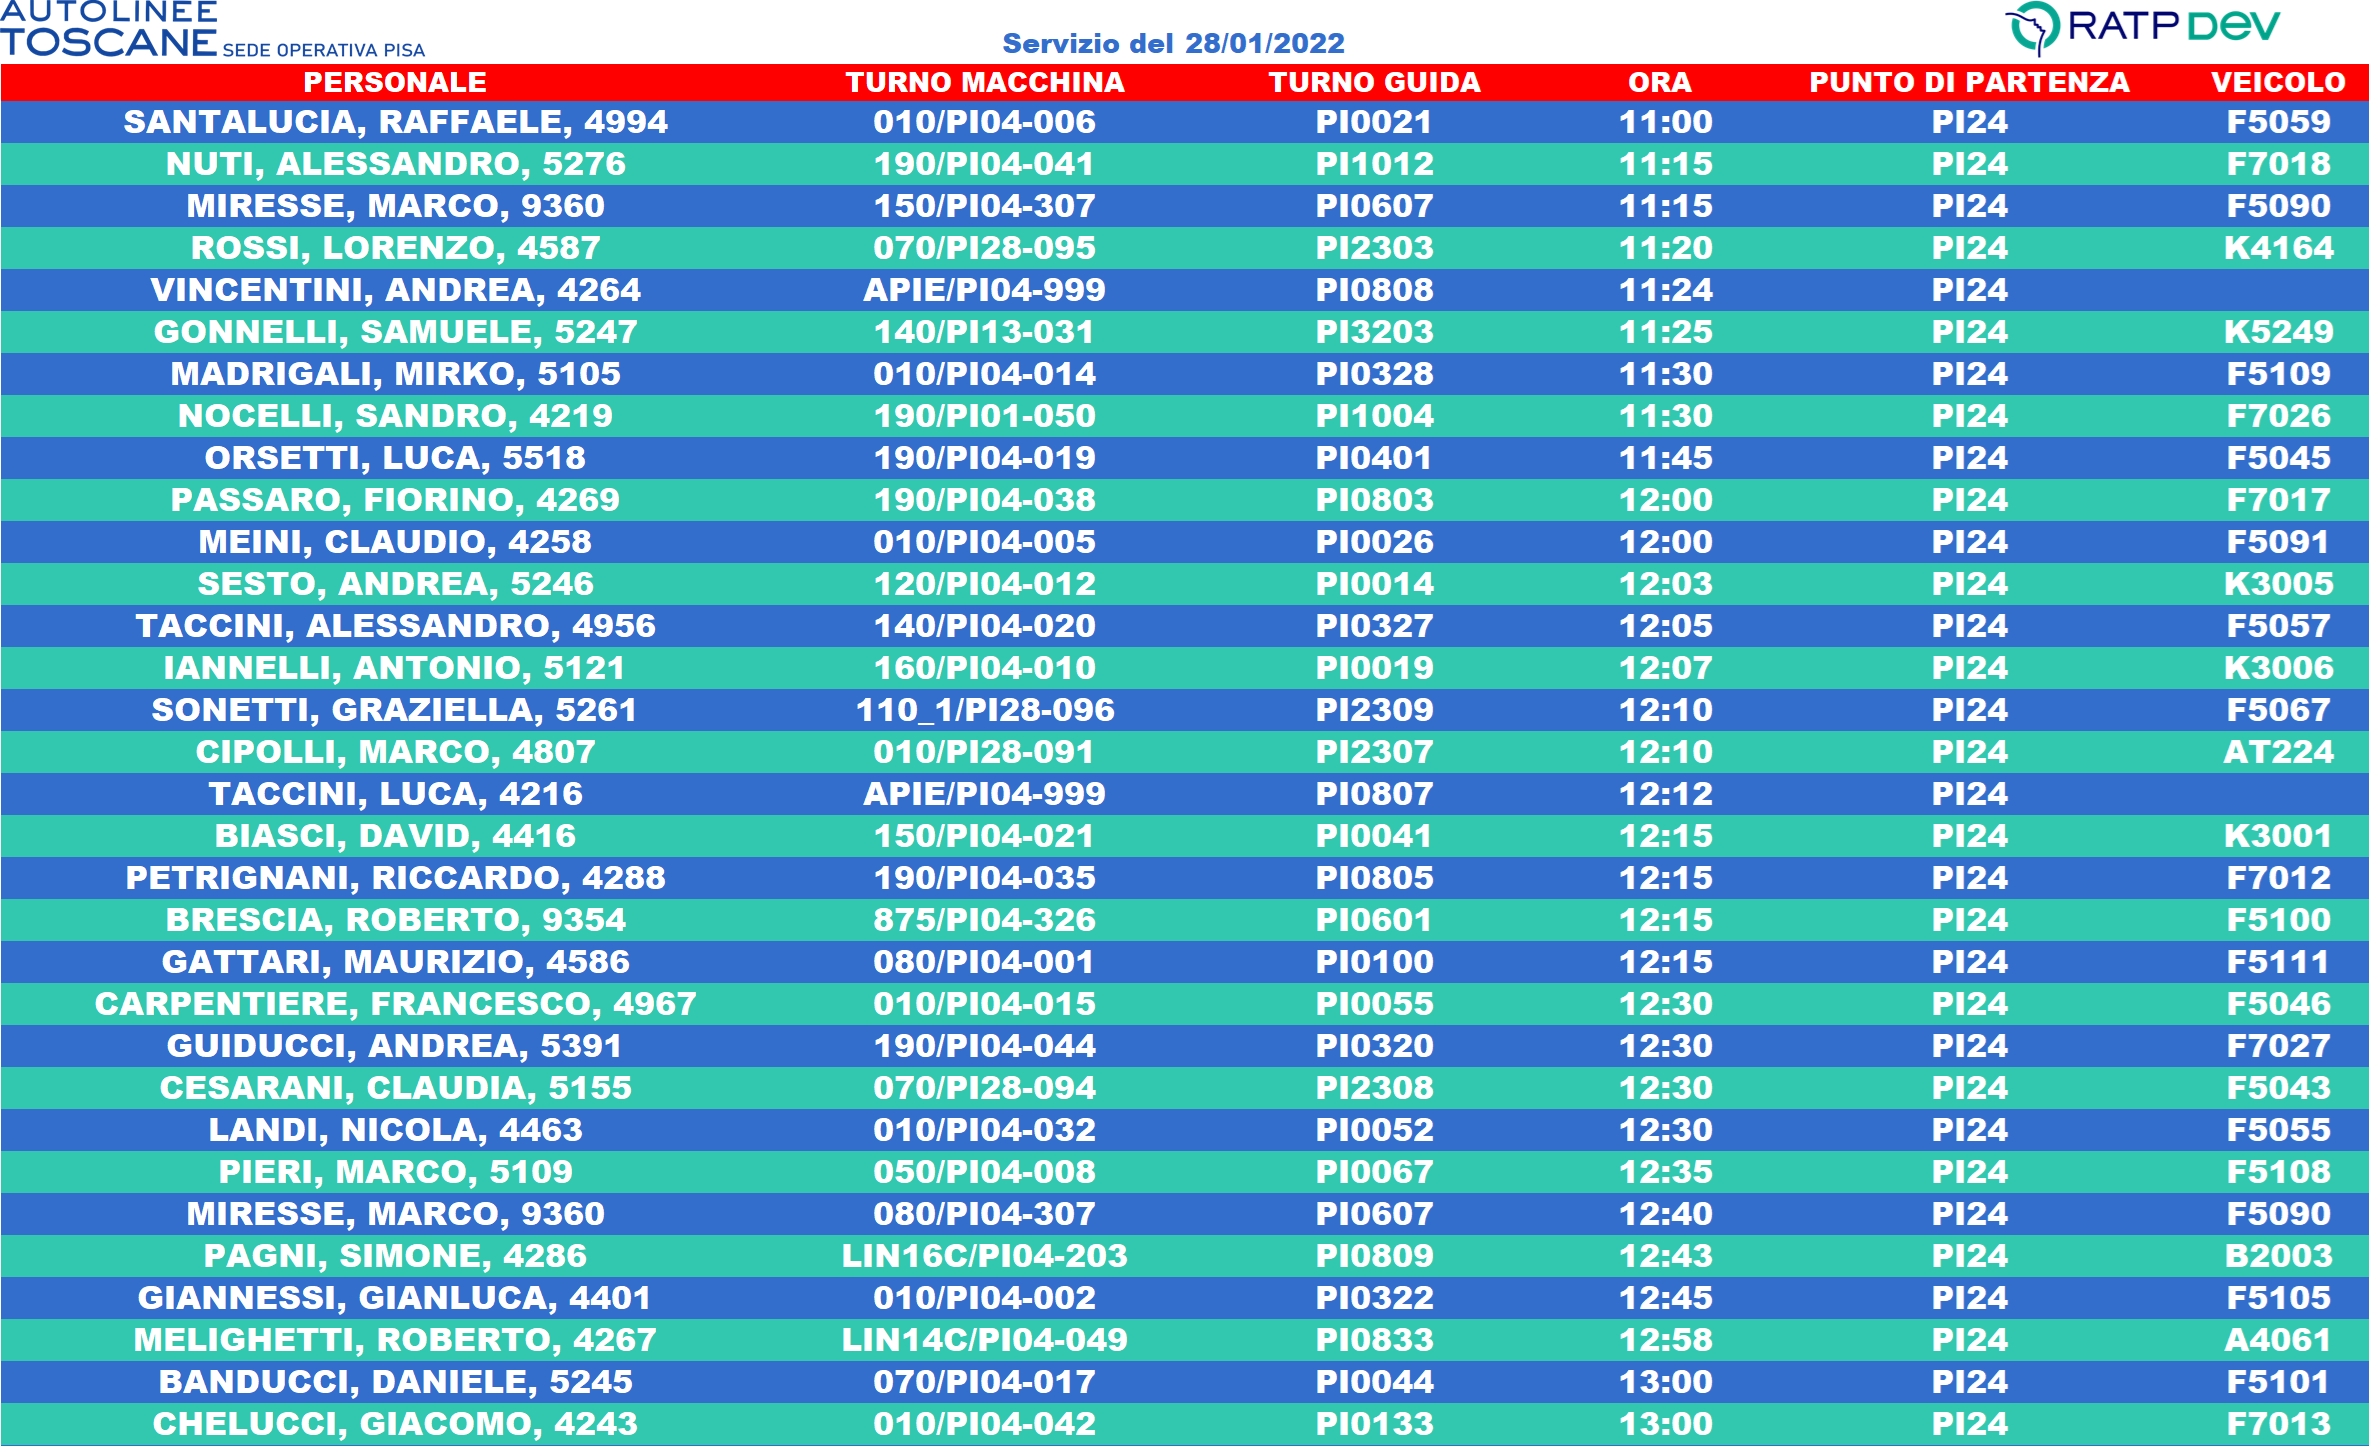 AUTOLINEE
TOSCANE SEDE OPERATIVA PISA
Servizio del 28/01/2022
RATP DEV
PERSONALE TURNO MACCHINA TURNO GUIDA ORA PUNTO DI PARTENZA VEICOLO
SANTALUCIA, RAFFAELE, 4994 010/PI04-006 PI0021 11:00 PI24 F5059
NUTI, ALESSANDRO, 5276 190/PI04-041 PI1012 11:15 PI24 F7018
MIRESSE, MARCO, 9360 150/PI04-307 PI0607 11:15 PI24 F5090
ROSSI, LORENZO, 4587 070/PI28-095 PI2303 11:20 PI24 K4164
VINCENTINI, ANDREA, 4264 APIE/PI04-999 PI0808 11:24 PI24
GONNELLI, SAMUELE, 5247 140/PI13-031 PI3203 11:25 PI24 K5249
MADRIGALI, MIRKO, 5105 010/PI04-014 PI0328 11:30 PI24 F5109
NOCELLI, SANDRO, 4219 190/PI01-050 PI1004 11:30 PI24 F7026
ORSETTI, LUCA, 5518 190/PI04-019 PI0401 11:45 PI24 F5045
PASSARO, FIORINO, 4269 190/PI04-038 PI0803 12:00 PI24 F7017
MEINI, CLAUDIO, 4258 010/PI04-005 PI0026 12:00 PI24 F5091
SESTO, ANDREA, 5246 120/PI04-012 PI0014 12:03 PI24 K3005
TACCINI, ALESSANDRO, 4956 140/PI04-020 PI0327 12:05 PI24 F5057
IANNELLI, ANTONIO, 5121 160/PI04-010 PI0019 12:07 PI24 K3006
SONETTI, GRAZIELLA, 5261 110_1/PI28-096 PI2309 12:10 PI24 F5067
CIPOLLI, MARCO, 4807 010/PI28-091 PI2307 12:10 PI24 AT224
TACCINI, LUCA, 4216 APIE/PI04-999 PI0807 12:12 PI24
BIASCI, DAVID, 4416 150/PI04-021 PI0041 12:15 PI24 K3001
PETRIGNANI, RICCARDO, 4288 190/PI04-035 PI0805 12:15 PI24 F7012
BRESCIA, ROBERTO, 9354 875/PI04-326 PI0601 12:15 PI24 F5100
GATTARI, MAURIZIO, 4586 080/PI04-001 PI0100 12:15 PI24 F5111
CARPENTIERE, FRANCESCO, 4967 010/PI04-015 PI0055 12:30 PI24 F5046
GUIDUCCI, ANDREA, 5391 190/PI04-044 PI0320 12:30 PI24 F7027
CESARANI, CLAUDIA, 5155 070/PI28-094 PI2308 12:30 PI24 F5043
LANDI, NICOLA, 4463 010/PI04-032 PI0052 12:30 PI24 F5055
PIERI, MARCO, 5109 050/PI04-008 PI0067 12:35 PI24 F5108
MIRESSE, MARCO, 9360 080/PI04-307 PI0607 12:40 PI24 F5090
PAGNI, SIMONE, 4286 LIN16C/PI04-203 PI0809 12:43 PI24 B2003
GIANNESSI, GIANLUCA, 4401 010/PI04-002 PI0322 12:45 PI24 F5105
MELIGHETTI, ROBERTO, 4267 LIN14C/PI04-049 PI0833 12:58 PI24 A4061
BANDUCCI, DANIELE, 5245 070/PI04-017 PI0044 13:00 PI24 F5101
CHELUCCI, GIACOMO, 4243 010/PI04-042 PI0133 13:00 PI24 F7013